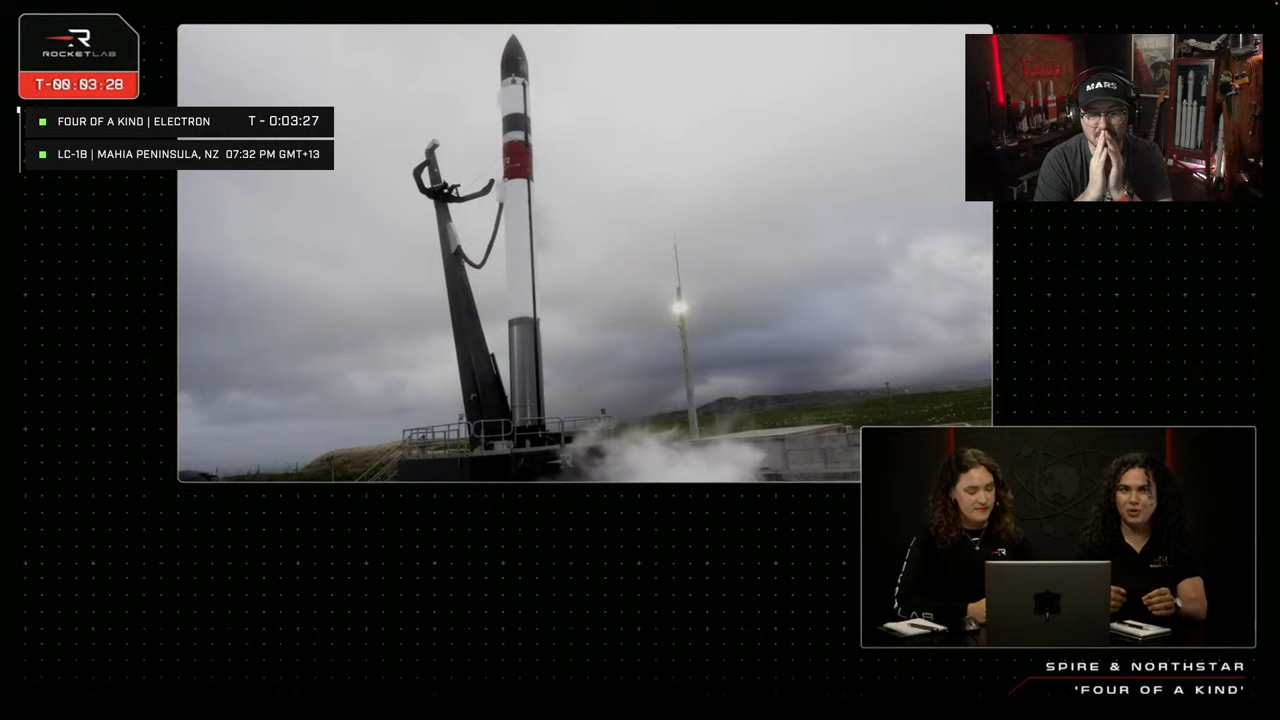 ROCKETLAB
T-00:03:28
FOUR OF A KIND | ELECTRON T - 0:03:27
LC-1B | MAHIA PENINSULA, NZ 07:32 PM GMT+13
MARS
SPIRE & NORTHSTAR
'FOUR OF A KIND'